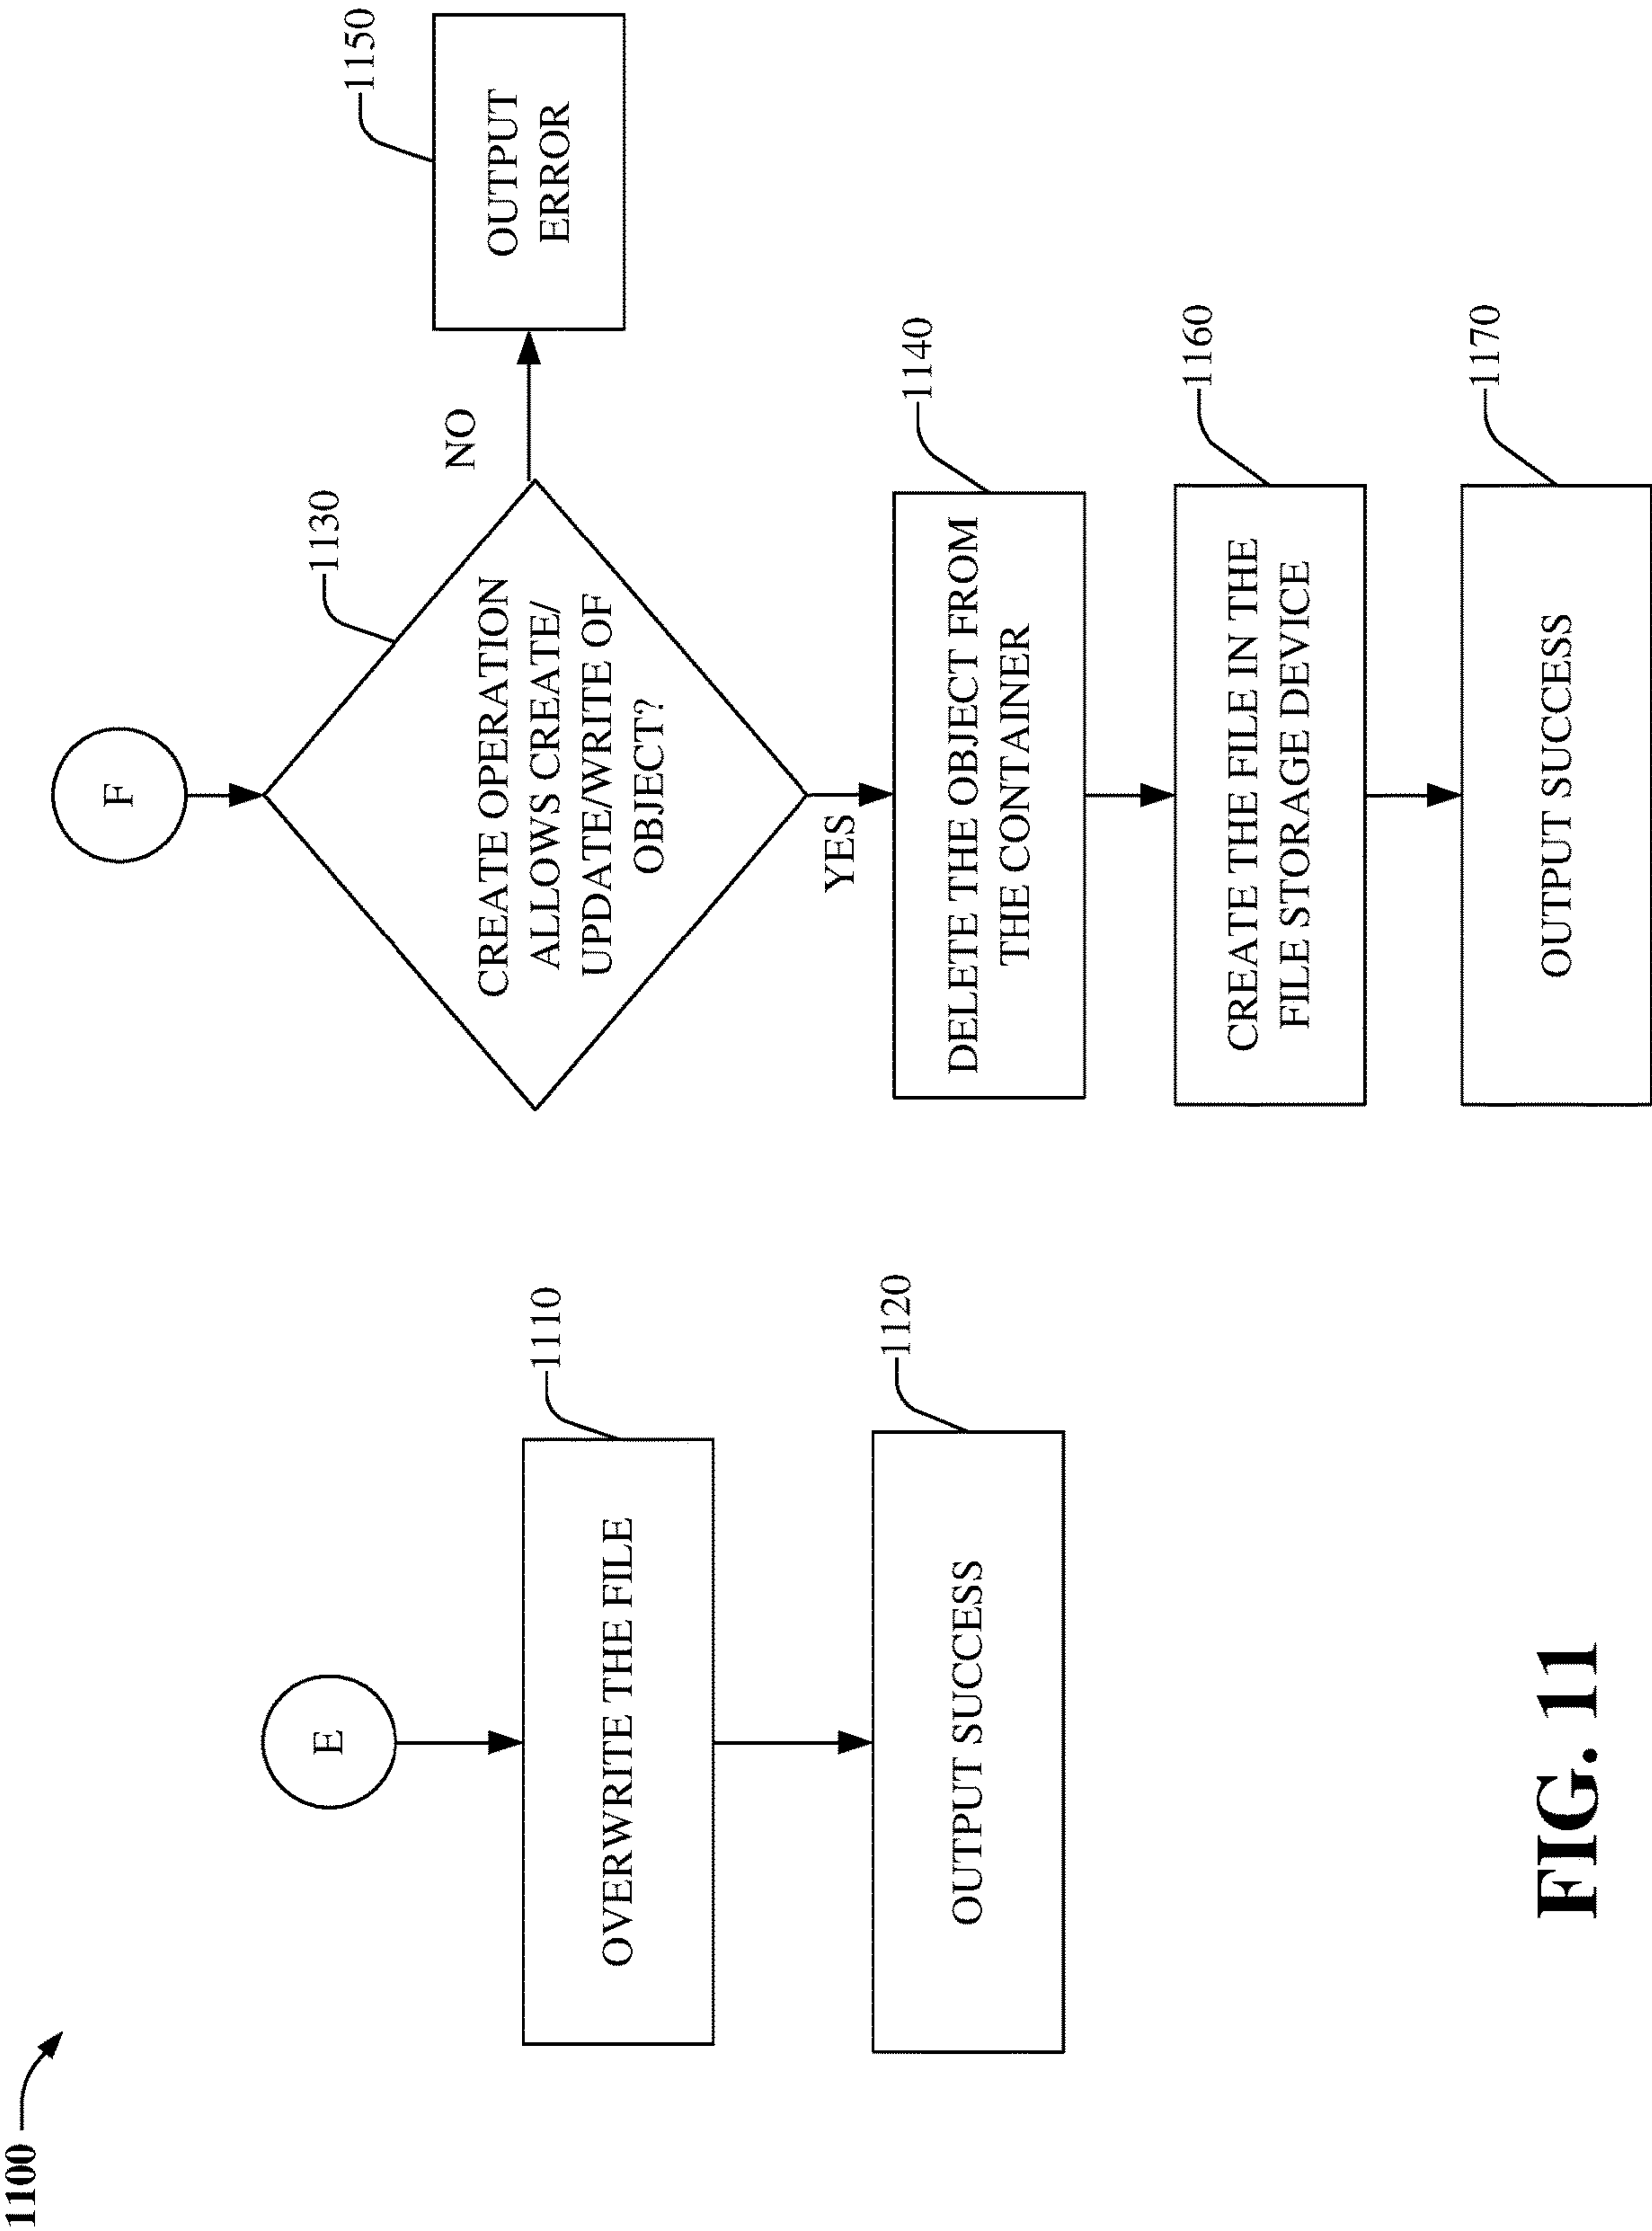 1100
E
OVERWRITE THE FILE
1110
OUTPUT SUCCESS
1120
F
CREATE OPERATION
ALLOWS CREATE/
UPDATE/WRITE OF
OBJECT?
1130
NO
OUTPUT
ERROR
1150
YES
DELETE THE OBJECT FROM
THE CONTAINER
1140
CREATE THE FILE IN THE
FILE STORAGE DEVICE
1160
OUTPUT SUCCESS
1170
FIG. 11